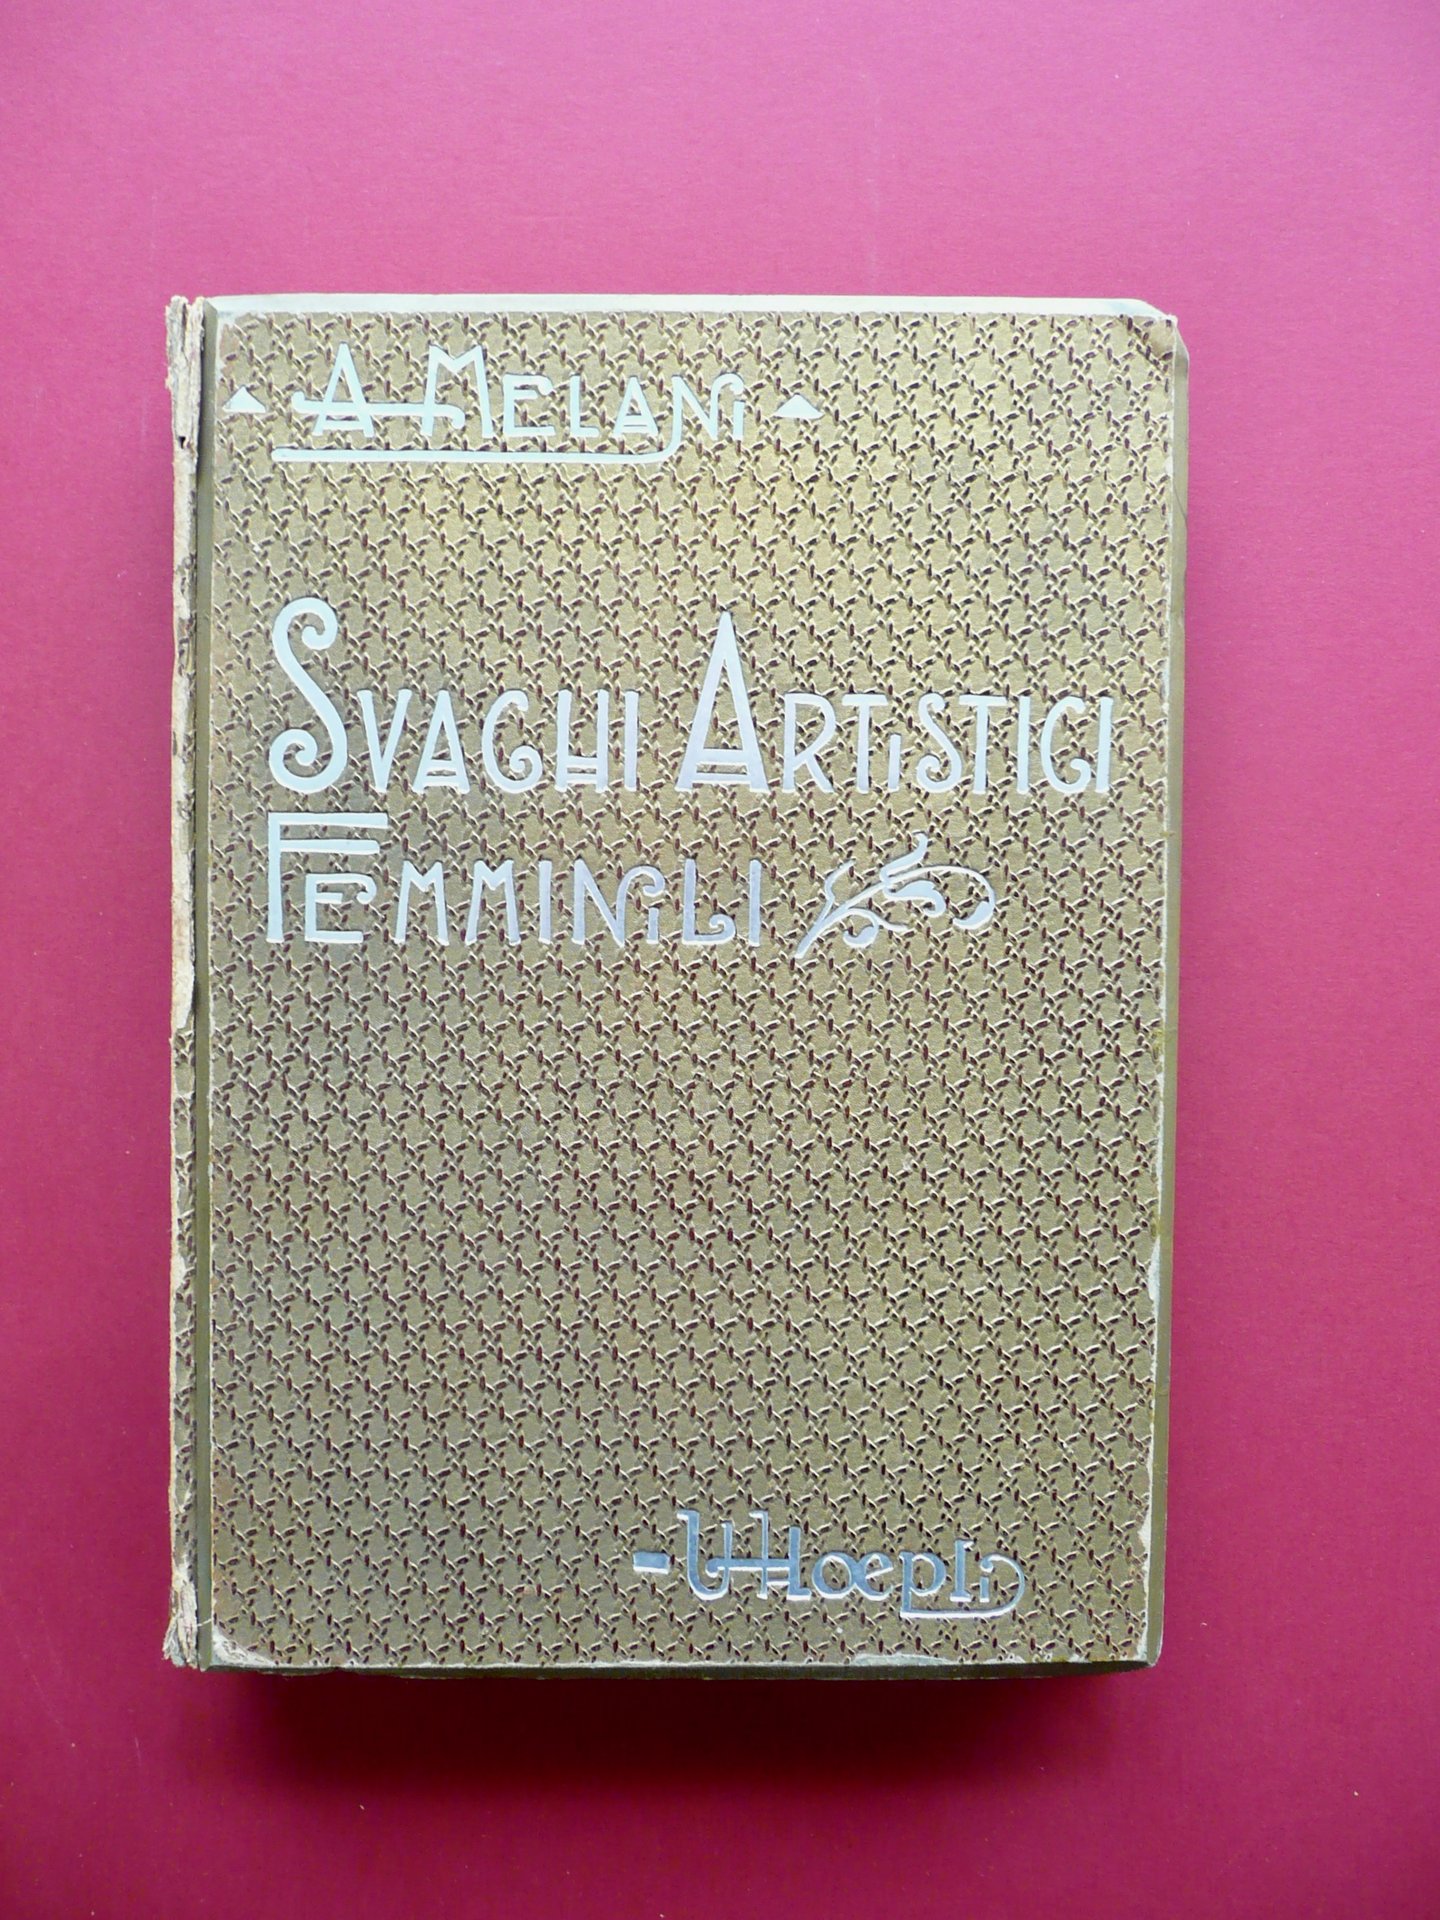 A MELANi
SVAGHI ARTiSTICI
FEMMINiLI
U HoepLi